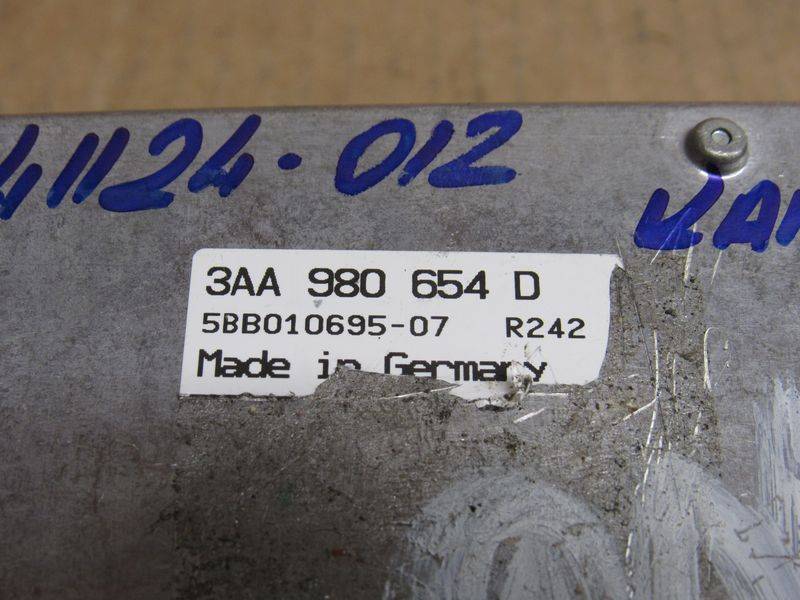 41124-012
3AA 980 654 D
5BB010695-07 R242
Made in Germany